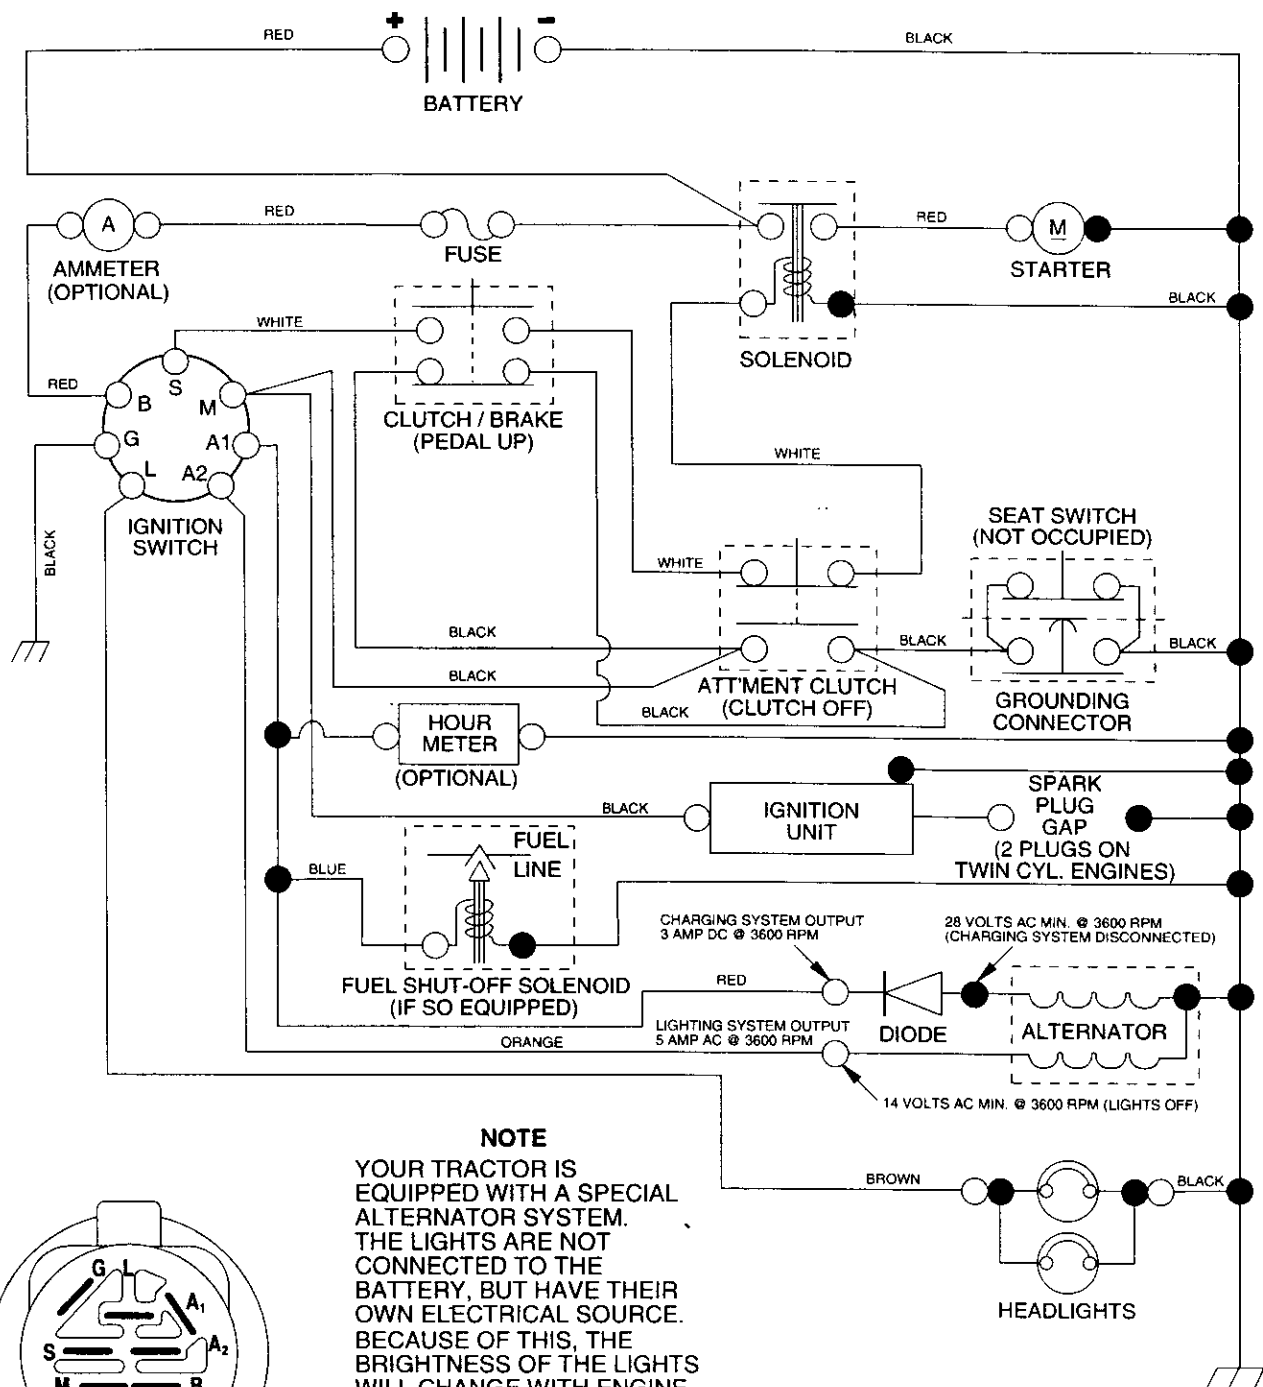 + -
RED
BLACK
BATTERY
A
RED
FUSE
RED
M
STARTER
AMMETER
(OPTIONAL)
WHITE
BLACK
SOLENOID
RED
S
B
M
G
A1
L
A2
CLUTCH / BRAKE
(PEDAL UP)
WHITE
IGNITION
SWITCH
BLACK
SEAT SWITCH
(NOT OCCUPIED)
WHITE
BLACK
BLACK
BLACK
BLACK
ATT'MENT CLUTCH
(CLUTCH OFF)
BLACK
GROUNDING
CONNECTOR
HOUR
METER
(OPTIONAL)
BLACK
IGNITION
UNIT
SPARK
PLUG
GAP
(2 PLUGS ON
TWIN CYL. ENGINES)
FUEL
LINE
BLUE
CHARGING SYSTEM OUTPUT
3 AMP DC @ 3600 RPM
28 VOLTS AC MIN. @ 3600 RPM
(CHARGING SYSTEM DISCONNECTED)
FUEL SHUT-OFF SOLENOID
(IF SO EQUIPPED)
RED
DIODE
ALTERNATOR
LIGHTING SYSTEM OUTPUT
5 AMP AC @ 3600 RPM
ORANGE
14 VOLTS AC MIN. @ 3600 RPM (LIGHTS OFF)
BROWN
BLACK
HEADLIGHTS
NOTE
YOUR TRACTOR IS
EQUIPPED WITH A SPECIAL
ALTERNATOR SYSTEM.
THE LIGHTS ARE NOT
CONNECTED TO THE
BATTERY, BUT HAVE THEIR
OWN ELECTRICAL SOURCE.
BECAUSE OF THIS, THE
BRIGHTNESS OF THE LIGHTS
WILL CHANGE WITH ENGINE
G L
A1
A2
S
M B